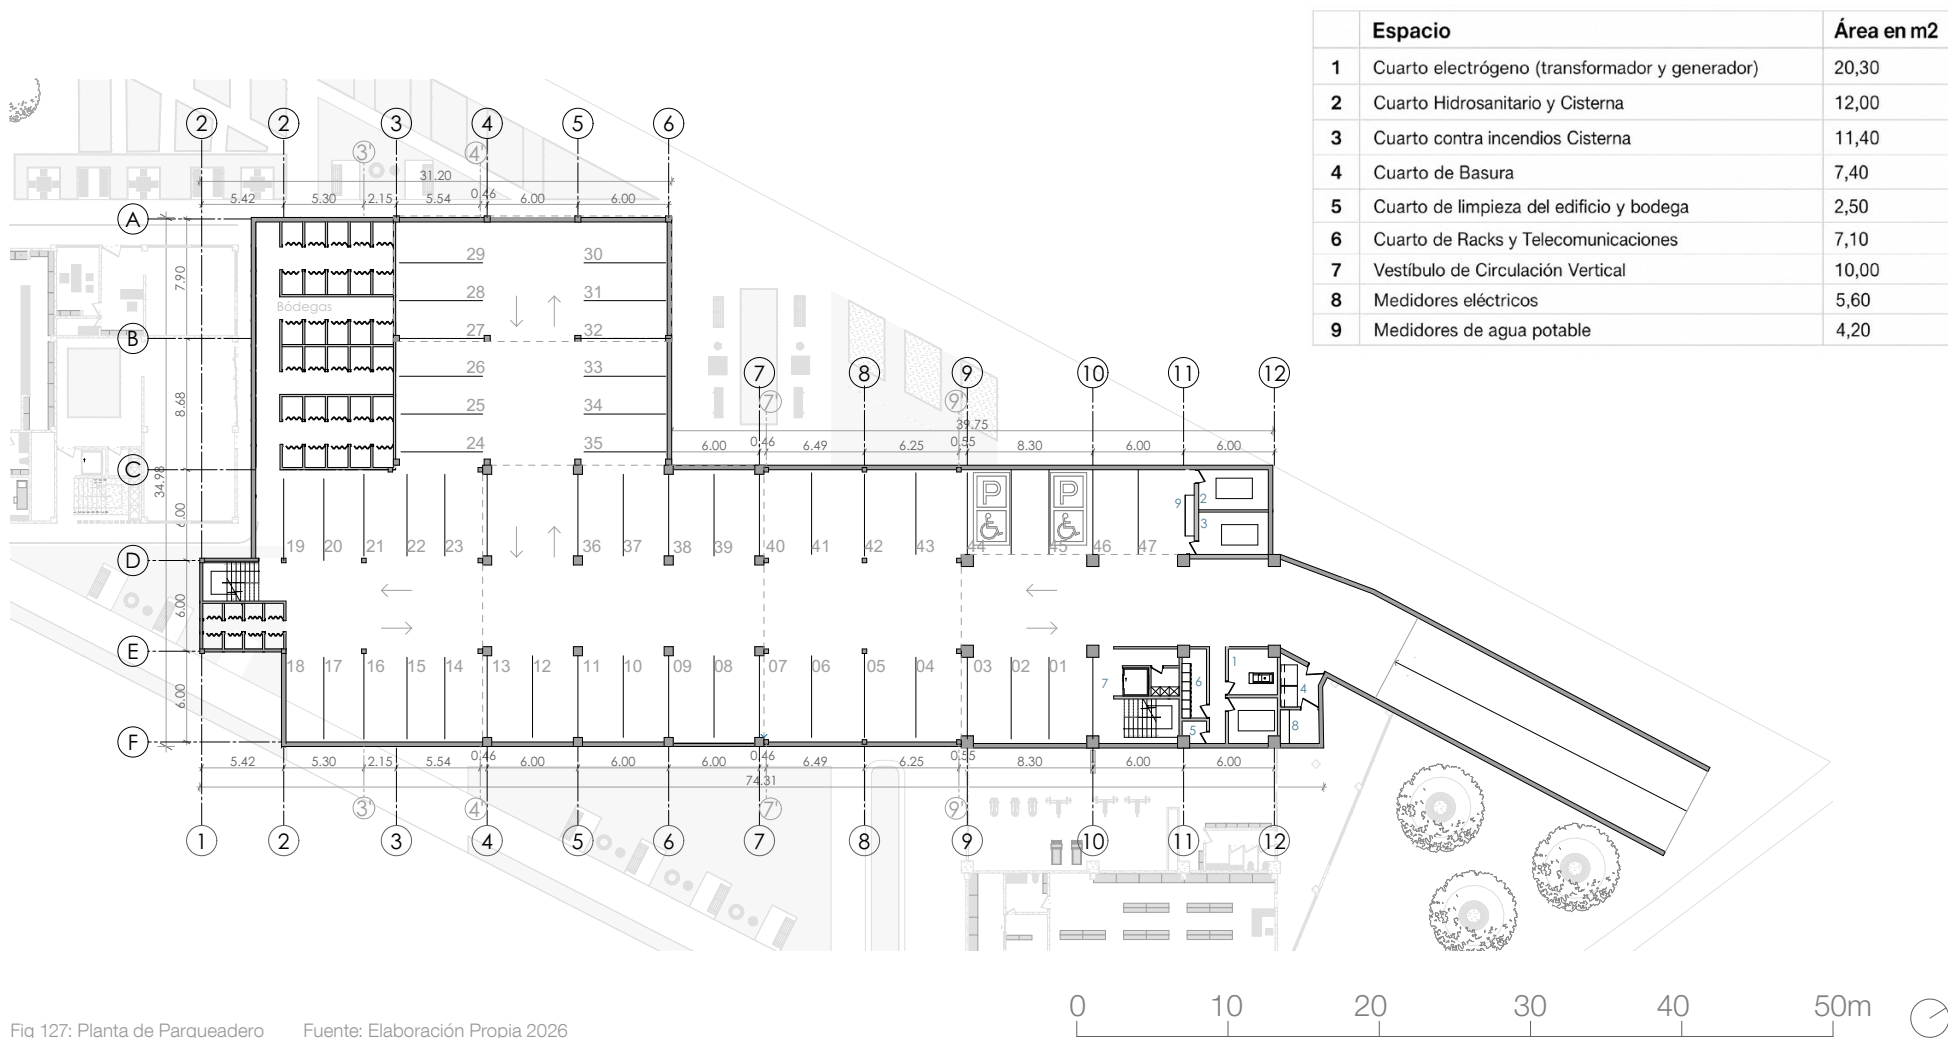 Espacio Área en m2
1 Cuarto electrógeno (transformador y generador) 20,30
2 Cuarto Hidrosanitario y Cisterna 12,00
3 Cuarto contra incendios Cisterna 11,40
4 Cuarto de Basura 7,40
5 Cuarto de limpieza del edificio y bodega 2,50
6 Cuarto de Racks y Telecomunicaciones 7,10
7 Vestíbulo de Circulación Vertical 10,00
8 Medidores eléctricos 5,60
9 Medidores de agua potable 4,20
2 2 3 4 5 6
3' 4'
31.20
5.42 5.30 2.15 5.54 0.46 6.00 6.00
A
29 30
7.90
28 31
Bódegas
B
27 32
26 33
7 8 9 10 11 12
7' 9'
8.68
25 34
39.75
24 35
6.00 0.46 6.49 6.25 0.55 8.30 6.00 6.00
C
34.98
P P
9 2
3
6.00
19 20 21 22 23 36 37 38 39 40 41 42 43 44 45 46 47
D
6.00
E
18 17 16 15 14 13 12 11 10 09 08 07 06 05 04 03 02 01
7 6 1 4
6.00
5 8
F
5.42 5.30 2.15 5.54 0.46 6.00 6.00 6.00 0.46 6.49 6.25 0.55 8.30 6.00 6.00
74.31
3' 4' 7' 9'
1 2 3 4 5 6 7 8 9 10 11 12
0 10 20 30 40 50m
Fig 127: Planta de Parqueadero Fuente: Elaboración Propia 2026